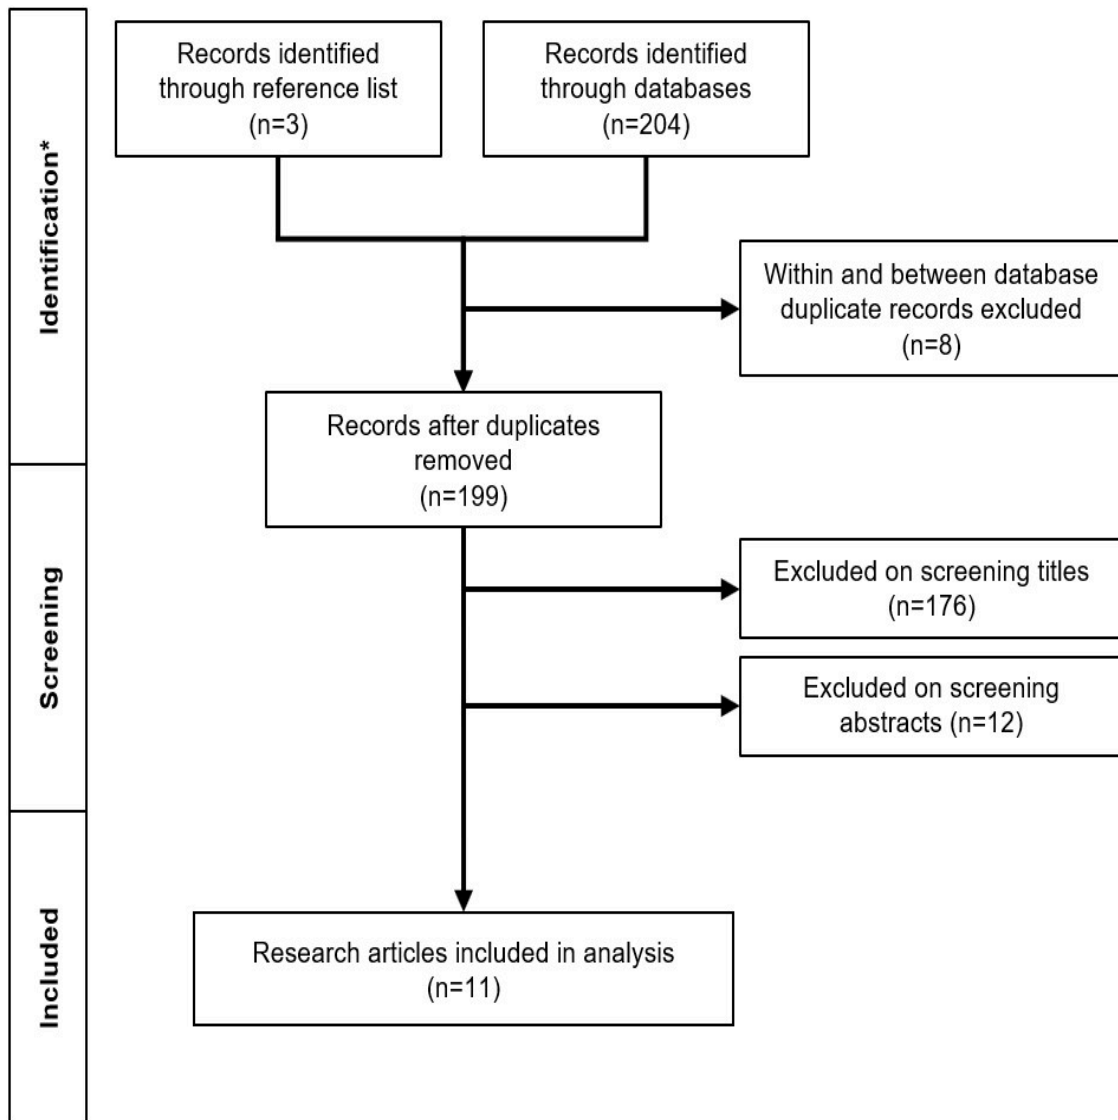 Identification*
Records identified
through reference list
(n=3)
Records identified
through databases
(n=204)
Within and between database
duplicate records excluded
(n=8)
Records after duplicates
removed
(n=199)
Screening
Excluded on screening titles
(n=176)
Excluded on screening
abstracts (n=12)
Included
Research articles included in analysis
(n=11)